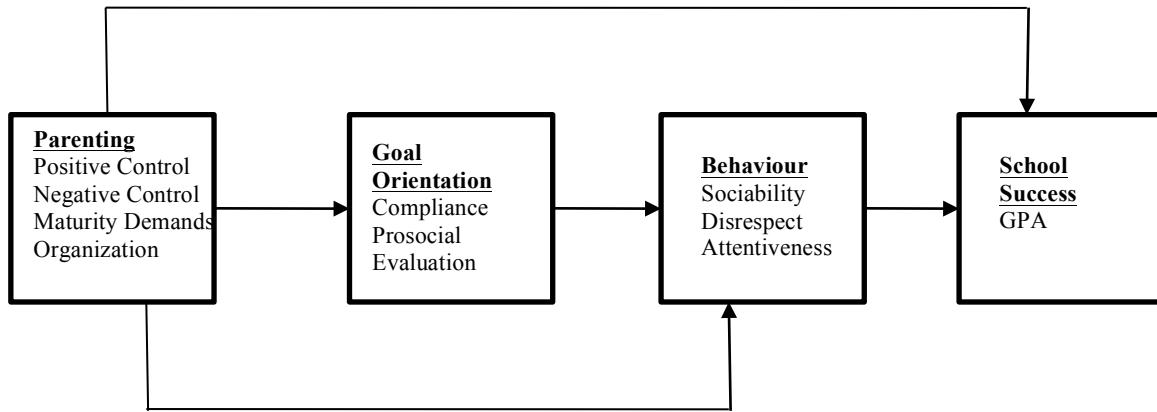 Parenting
Positive Control
Negative Control
Maturity Demands
Organization
Goal
Orientation
Compliance
Prosocial
Evaluation
Behaviour
Sociability
Disrespect
Attentiveness
School
Success
GPA